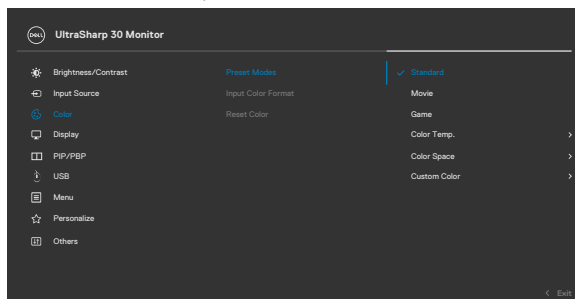 DELL UltraSharp 30 Monitor
Brightness/Contrast Preset Modes Standard
Input Source Input Color Format Movie
Color Reset Color Game
Display Color Temp.
PIP/PBP Color Space
USB Custom Color
Menu
Personalize
Others
Exit